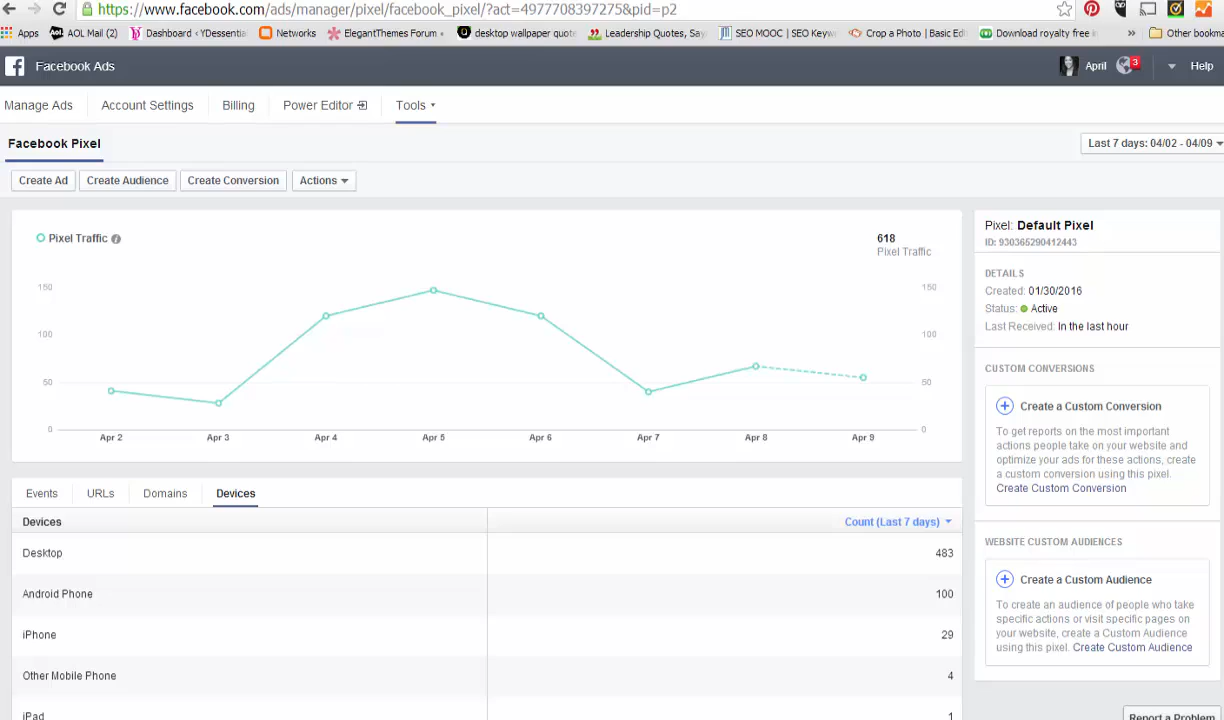 https://www.facebook.com/ads/manager/pixel/facebook_pixel/?act=4977708397275&pid=p2
Apps AOL Mail (2) Dashboard ‹ YDessential Networks ElegantThemes Forum • desktop wallpaper quote Leadership Quotes, Say SEO MOOC | SEO Keyw Crop a Photo | Basic Edi Download royalty free i » Other bookma
Facebook Ads April 3 Help
Manage Ads Account Settings Billing Power Editor Tools
Facebook Pixel Last 7 days: 04/02 - 04/09
Create Ad Create Audience Create Conversion Actions
Pixel Traffic
618
Pixel Traffic
150 150
100 100
50 50
0 0
Apr 2 Apr 3 Apr 4 Apr 5 Apr 6 Apr 7 Apr 8 Apr 9
Events URLs Domains Devices
Devices Count (Last 7 days)
Desktop 483
Android Phone 100
iPhone 29
Other Mobile Phone 4
iPad 1
Pixel: Default Pixel
ID: 930365290412443
DETAILS
Created: 01/30/2016
Status: Active
Last Received: In the last hour
CUSTOM CONVERSIONS
Create a Custom Conversion
To get reports on the most important
actions people take on your website and
optimize your ads for these actions, create
a custom conversion using this pixel.
Create Custom Conversion
WEBSITE CUSTOM AUDIENCES
Create a Custom Audience
To create an audience of people who take
specific actions or visit specific pages on
your website, create a Custom Audience
using this pixel. Create Custom Audience
Report a Problem